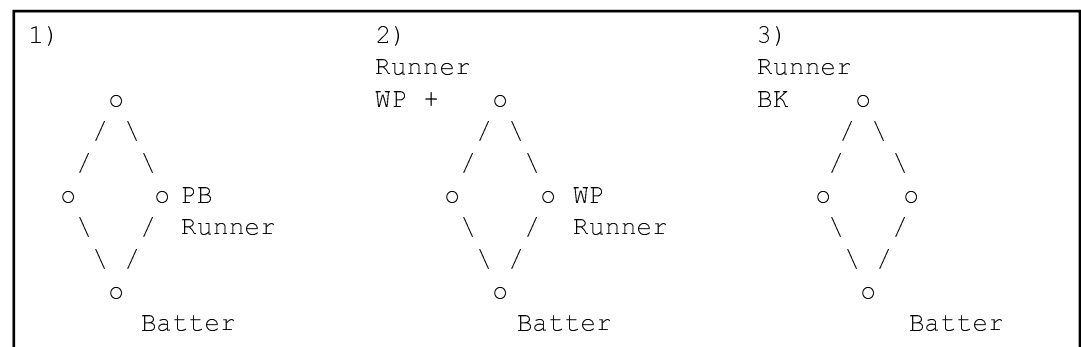 1) 2) 3)
Runner Runner
o WP + o BK o
/ \ / \ / \
/ \ / \ / \
o o PB o o WP o o
\ / Runner \ / Runner \ /
\ / \ / \ /
o o o
Batter Batter Batter